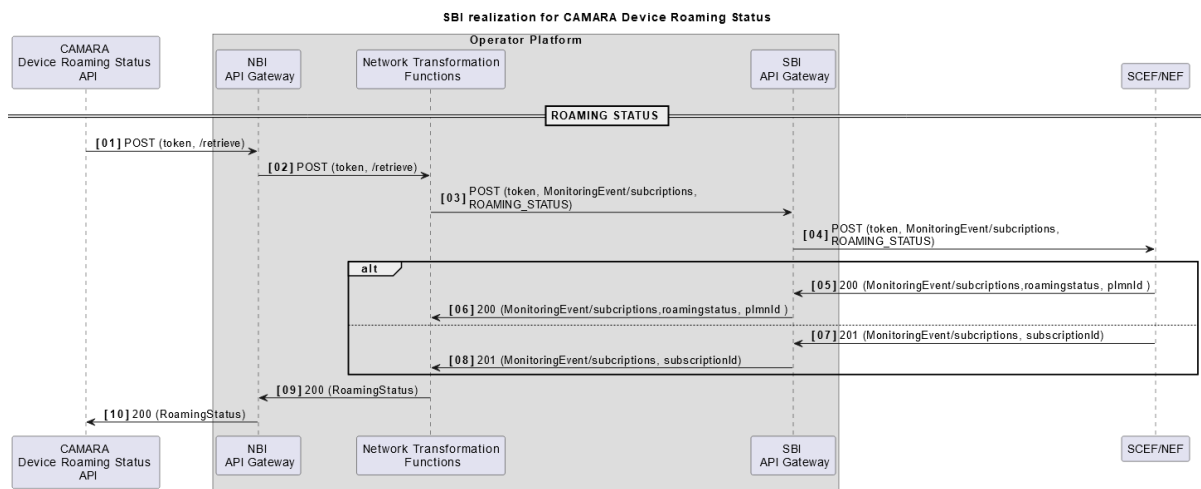 SBI realization for CAMARA Device Roaming Status
Operator Platform
CAMARA
Device Roaming Status
API
NBI
API Gateway
Network Transformation
Functions
SBI
API Gateway
SCEF/NEF
ROAMING STATUS
[01] POST (token, /retrieve)
[02] POST (token, /retrieve)
[03] POST (token, MonitoringEvent/subcriptions,
ROAMING_STATUS)
[04] POST (token, MonitoringEvent/subcriptions,
ROAMING_STATUS)
alt
[05] 200 (MonitoringEvent/subcriptions,roamingstatus, plmnId )
[06] 200 (MonitoringEvent/subcriptions,roamingstatus, plmnId )
[07] 201 (MonitoringEvent/subcriptions, subscriptionId)
[08] 201 (MonitoringEvent/subcriptions, subscriptionId)
[09] 200 (RoamingStatus)
[10] 200 (RoamingStatus)
CAMARA
Device Roaming Status
API
NBI
API Gateway
Network Transformation
Functions
SBI
API Gateway
SCEF/NEF